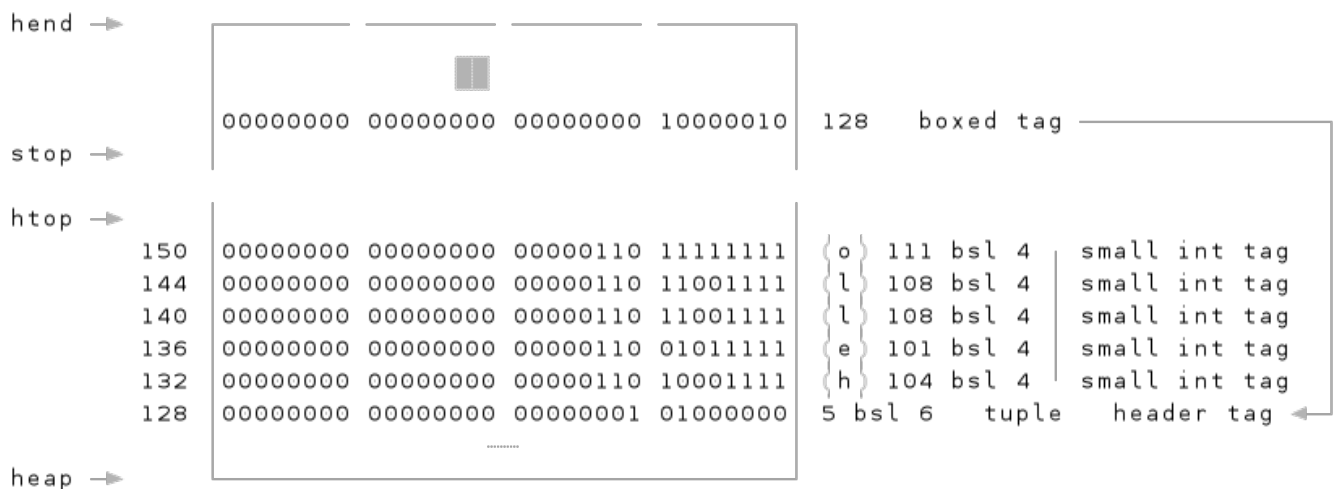 hend
00000000 00000000 00000000 10000010 128 boxed tag
stop
htop
150 00000000 00000000 00000110 11111111 (o) 111 bsl 4 | small int tag
144 00000000 00000000 00000110 11001111 (l) 108 bsl 4 | small int tag
140 00000000 00000000 00000110 11001111 (l) 108 bsl 4 | small int tag
136 00000000 00000000 00000110 01011111 (e) 101 bsl 4 | small int tag
132 00000000 00000000 00000110 10001111 (h) 104 bsl 4 | small int tag
128 00000000 00000000 00000001 01000000 5 bsl 6 tuple header tag
heap